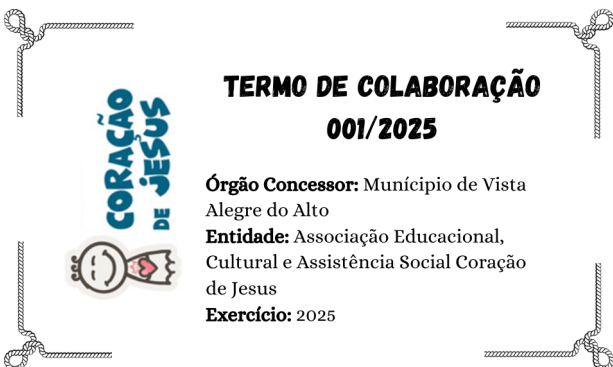 CORAÇÃO
DE JESUS
TERMO DE COLABORAÇÃO
001/2025
Órgão Concessor: Munícipio de Vista
Alegre do Alto
Entidade: Associação Educacional,
Cultural e Assistência Social Coração
de Jesus
Exercício: 2025